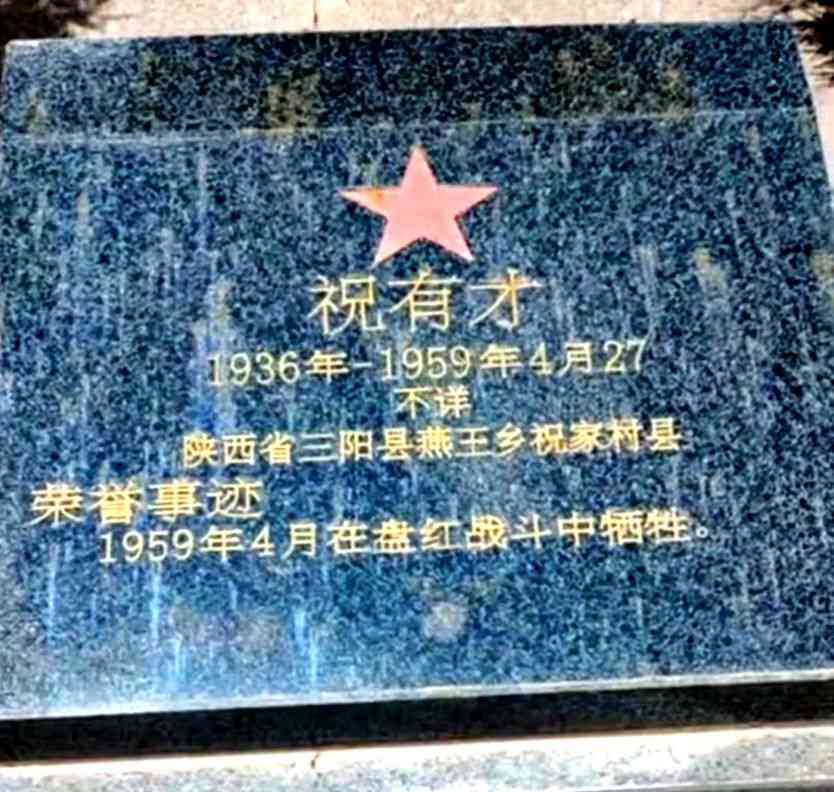 祝有才
1936年-1959年4月27
不详
陕西省三阳县燕王乡祝家村县
荣誉事迹
1959年4月在盘红战斗中牺牲。